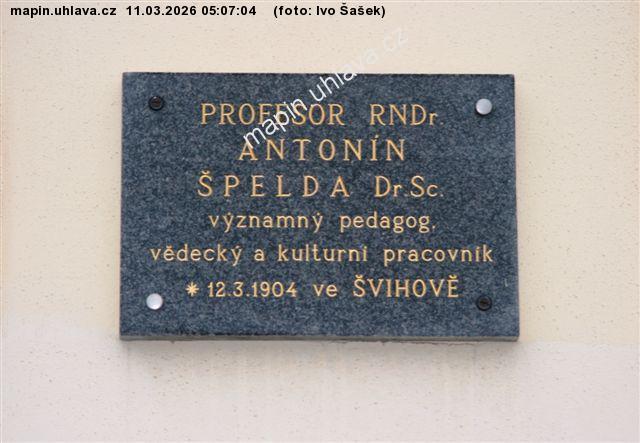 mapin.uhlava.cz 11.03.2026 05:07:04 (foto: Ivo Šašek)
mapin.uhlava.cz
PROFESOR RNDr.
ANTONÍN
ŠPELDA Dr.Sc.
významný pedagog,
vědecký a kulturní pracovník
* 12.3.1904 ve ŠVIHOVĚ